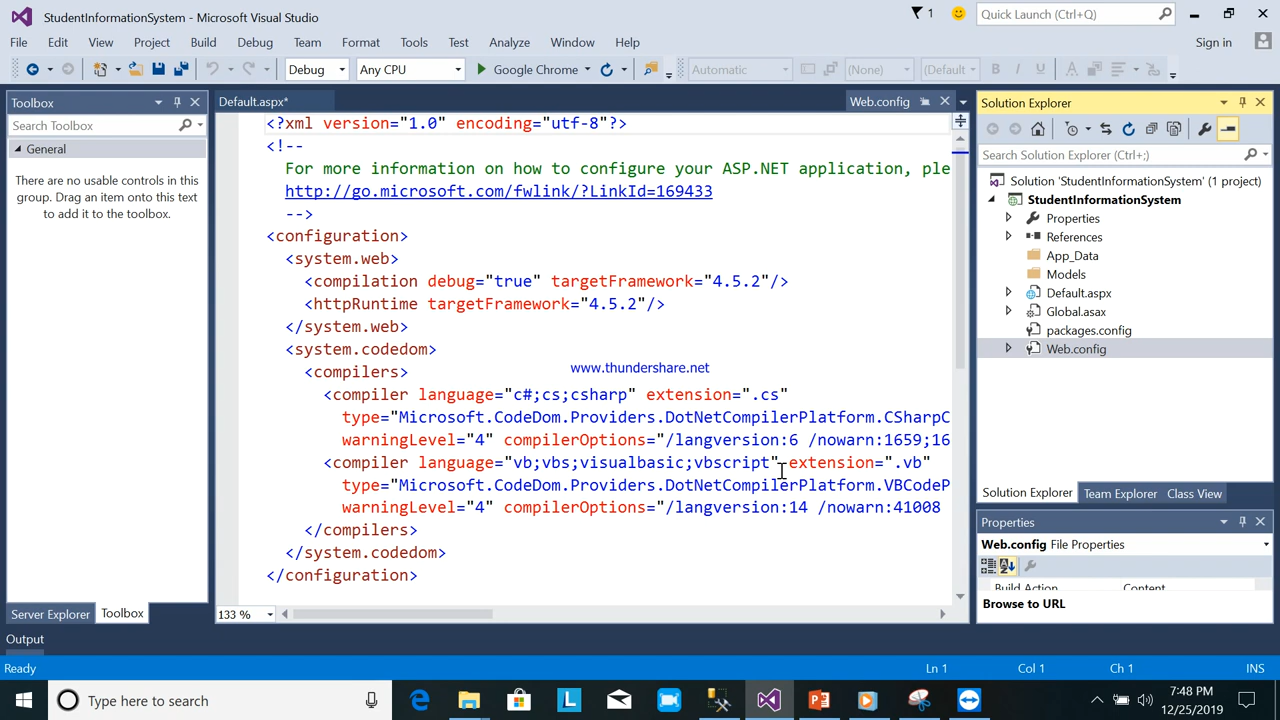 StudentInformationSystem - Microsoft Visual Studio
1
Quick Launch (Ctrl+Q)
File Edit View Project Build Debug Team Format Tools Test Analyze Window Help
Sign in
Debug Any CPU Google Chrome Automatic (None) (Default B I U A
Toolbox
Search Toolbox
General
There are no usable controls in this
group. Drag an item onto this text
to add it to the toolbox.
Server Explorer Toolbox
Default.aspx*
Web.config
<?xml version="1.0" encoding="utf-8"?>
<!--
For more information on how to configure your ASP.NET application, ple
http://go.microsoft.com/fwlink/?LinkId=169433
-->
<configuration>
<system.web>
<compilation debug="true" targetFramework="4.5.2"/>
<httpRuntime targetFramework="4.5.2"/>
</system.web>
<system.codedom>
www.thundershare.net
<compilers>
<compiler language="c#;cs;csharp" extension=".cs"
type="Microsoft.CodeDom.Providers.DotNetCompilerPlatform.CSharpC
warningLevel="4" compilerOptions="/langversion:6 /nowarn:1659;16
<compiler language="vb;vbs;visualbasic;vbscript" extension=".vb"
type="Microsoft.CodeDom.Providers.DotNetCompilerPlatform.VBCodeP
warningLevel="4" compilerOptions="/langversion:14 /nowarn:41008
</compilers>
</system.codedom>
</configuration>
133 %
Solution Explorer
Search Solution Explorer (Ctrl+;)
Solution 'StudentInformationSystem' (1 project)
StudentInformationSystem
Properties
References
App_Data
Models
Default.aspx
Global.asax
packages.config
Web.config
Solution Explorer Team Explorer Class View
Properties
Web.config File Properties
Build Action Content
Browse to URL
Output
Ready
Ln 1 Col 1 Ch 1 INS
Type here to search
7:48 PM
12/25/2019